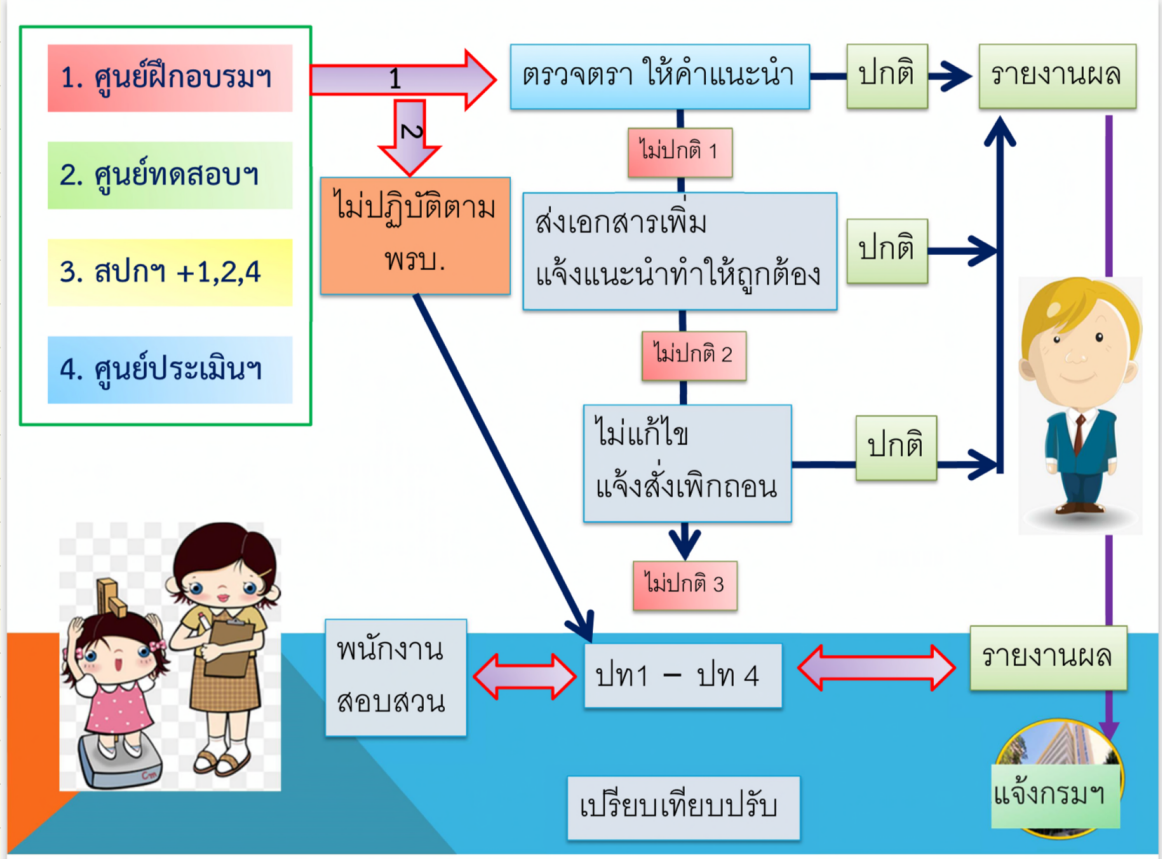 1. ศูนย์ฝึกอบรมฯ
2. ศูนย์ทดสอบฯ
3. สปกฯ +1,2,4
4. ศูนย์ประเมินฯ
1
2
ตรวจตรา ให้คำแนะนำ
ปกติ
รายงานผล
ไม่ปกติ 1
ไม่ปฏิบัติตาม
พรบ.
ส่งเอกสารเพิ่ม
แจ้งแนะนำทำให้ถูกต้อง
ปกติ
ไม่ปกติ 2
ไม่แก้ไข
แจ้งสั่งเพิกถอน
ปกติ
ไม่ปกติ 3
พนักงาน
สอบสวน
ปท1 – ปท 4
รายงานผล
เปรียบเทียบปรับ
แจ้งกรมฯ